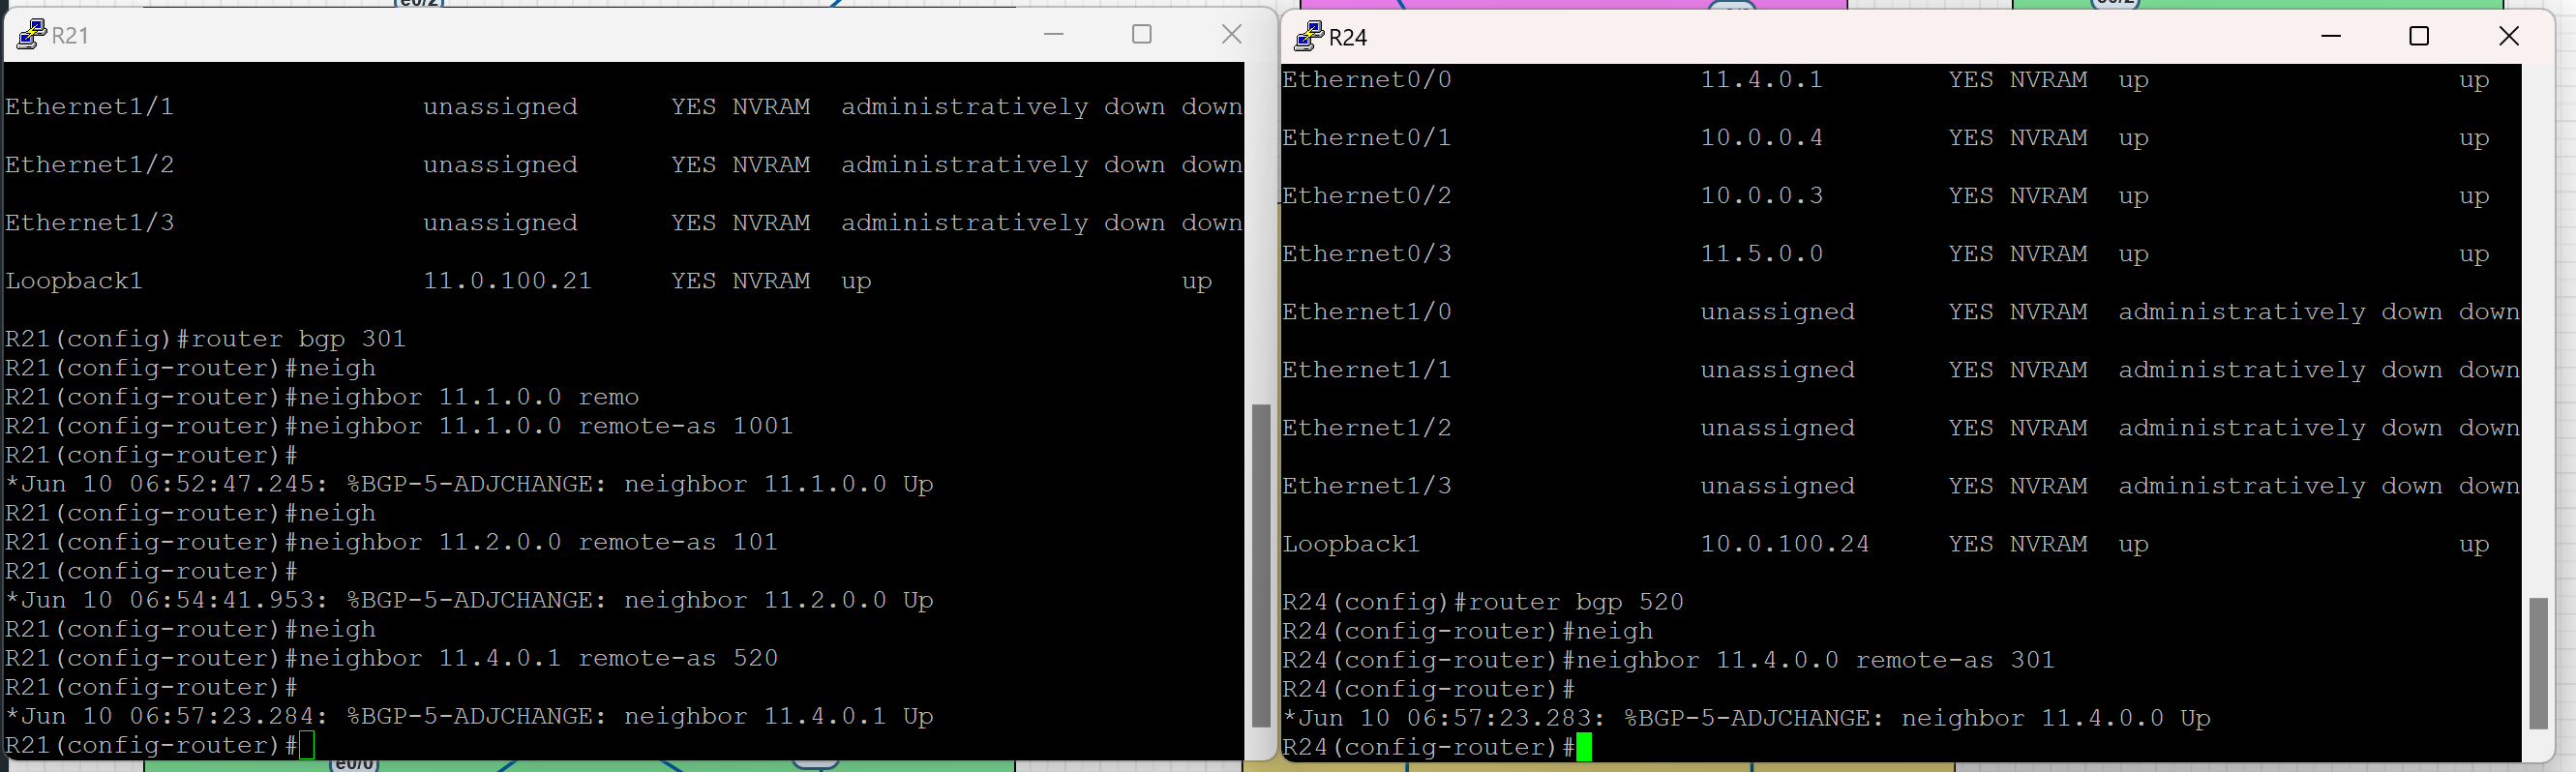 e0/2
R21
Ethernet1/1 unassigned YES NVRAM administratively down down
Ethernet1/2 unassigned YES NVRAM administratively down down
Ethernet1/3 unassigned YES NVRAM administratively down down
Loopback1 11.0.100.21 YES NVRAM up up
R21(config)#router bgp 301
R21(config-router)#neigh
R21(config-router)#neighbor 11.1.0.0 remo
R21(config-router)#neighbor 11.1.0.0 remote-as 1001
R21(config-router)#
*Jun 10 06:52:47.245: %BGP-5-ADJCHANGE: neighbor 11.1.0.0 Up
R21(config-router)#neigh
R21(config-router)#neighbor 11.2.0.0 remote-as 101
R21(config-router)#
*Jun 10 06:54:41.953: %BGP-5-ADJCHANGE: neighbor 11.2.0.0 Up
R21(config-router)#neigh
R21(config-router)#neighbor 11.4.0.1 remote-as 520
R21(config-router)#
*Jun 10 06:57:23.284: %BGP-5-ADJCHANGE: neighbor 11.4.0.1 Up
R21(config-router)#
e0/0
R24
Ethernet0/0 11.4.0.1 YES NVRAM up up
Ethernet0/1 10.0.0.4 YES NVRAM up up
Ethernet0/2 10.0.0.3 YES NVRAM up up
Ethernet0/3 11.5.0.0 YES NVRAM up up
Ethernet1/0 unassigned YES NVRAM administratively down down
Ethernet1/1 unassigned YES NVRAM administratively down down
Ethernet1/2 unassigned YES NVRAM administratively down down
Ethernet1/3 unassigned YES NVRAM administratively down down
Loopback1 10.0.100.24 YES NVRAM up up
R24(config)#router bgp 520
R24(config-router)#neigh
R24(config-router)#neighbor 11.4.0.0 remote-as 301
R24(config-router)#
*Jun 10 06:57:23.283: %BGP-5-ADJCHANGE: neighbor 11.4.0.0 Up
R24(config-router)#